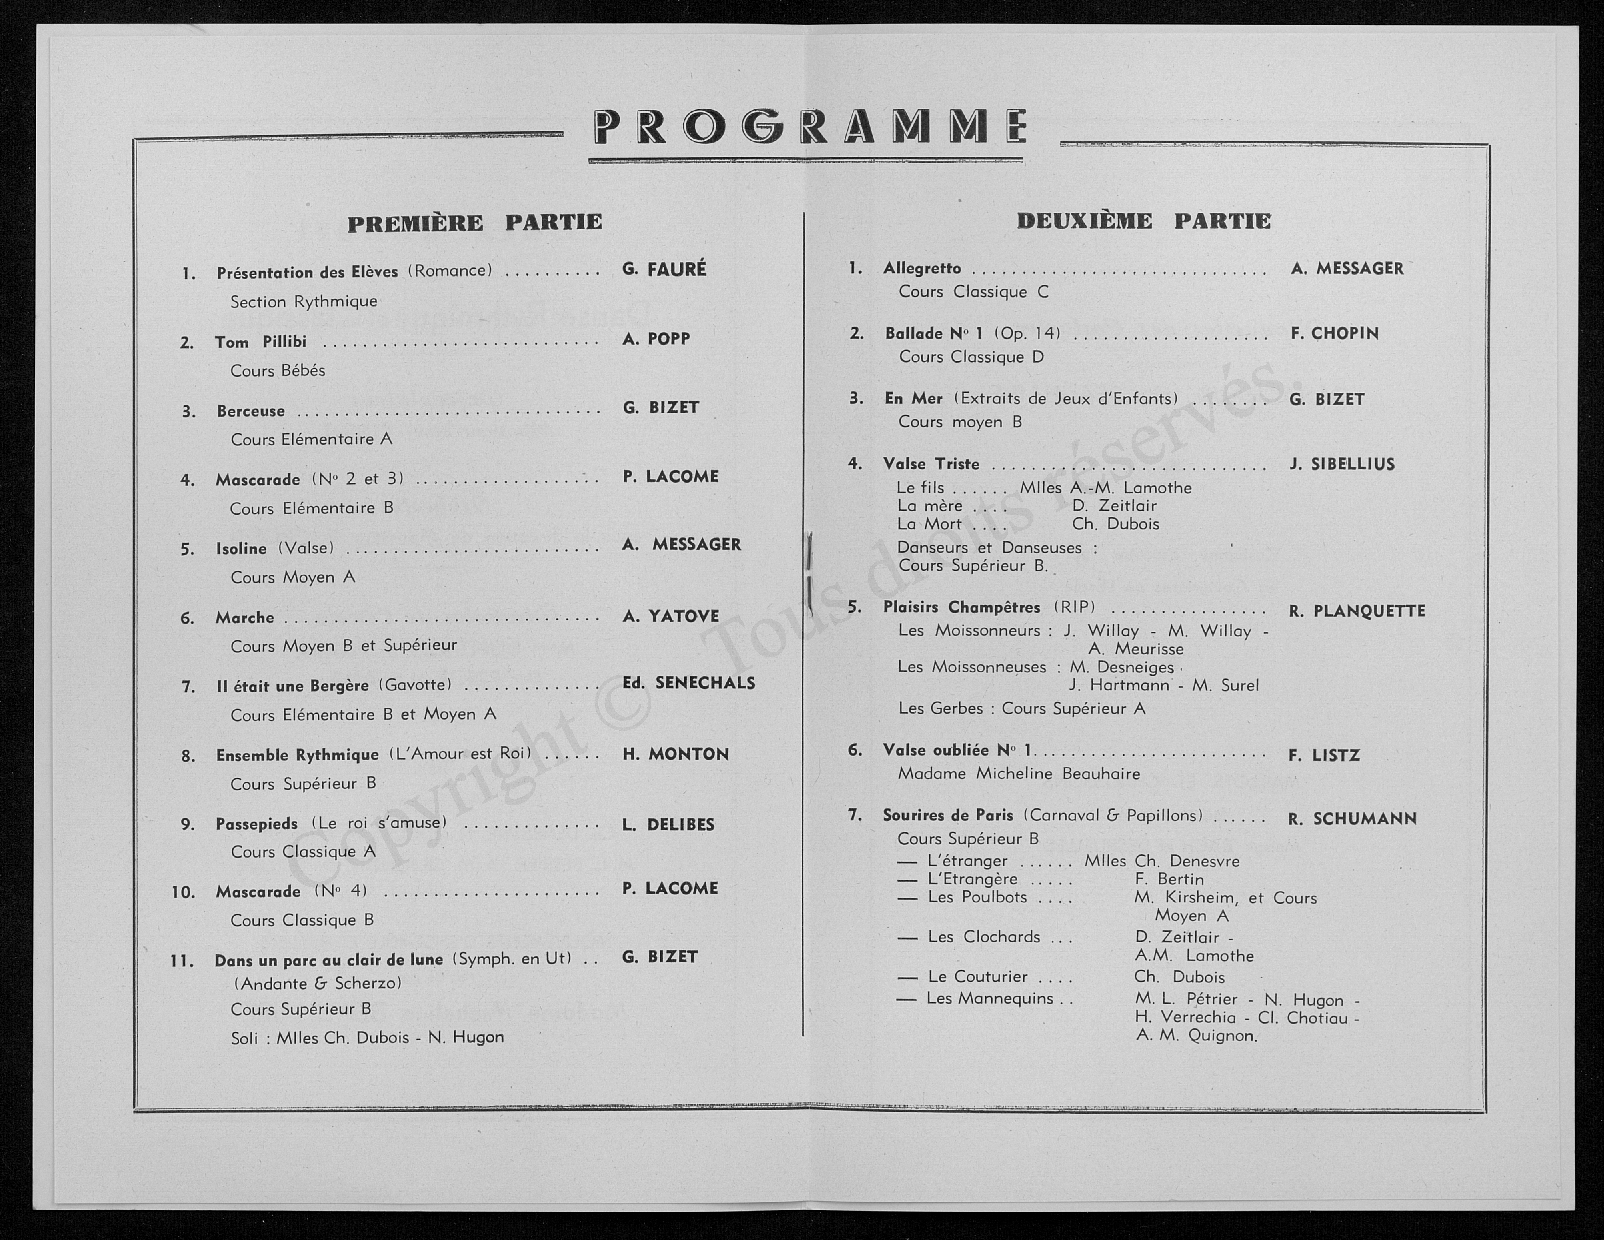 PROGRAMME
PREMIÈRE PARTIE
1. Présentation des Elèves (Romance) .......... G. FAURÉ
Section Rythmique
2. Tom Pillibi ............................ A. POPP
Cours Bébés
3. Berceuse ............................... G. BIZET
Cours Elémentaire A
4. Mascarade (Nº 2 et 3) ................... P. LACOME
Cours Elémentaire B
5. Isoline (Valse) .......................... A. MESSAGER
Cours Moyen A
6. Marche ................................ A. YATOVE
Cours Moyen B et Supérieur
7. Il était une Bergère (Gavotte) .............. Ed. SENECHALS
Cours Elémentaire B et Moyen A
8. Ensemble Rythmique (L'Amour est Roi) ...... H. MONTON
Cours Supérieur B
9. Passepieds (Le roi s'amuse) .............. L. DELIBES
Cours Classique A
10. Mascarade (Nº 4) ...................... P. LACOME
Cours Classique B
11. Dans un parc au clair de lune (Symph. en Ut) .. G. BIZET
(Andante & Scherzo)
Cours Supérieur B
Soli : Mlles Ch. Dubois - N. Hugon
DEUXIÈME PARTIE
1. Allegretto .............................. A. MESSAGER
Cours Classique C
2. Ballade Nº 1 (Op. 14) .................... F. CHOPIN
Cours Classique D
3. En Mer (Extraits de Jeux d'Enfants) ........ G. BIZET
Cours moyen B
4. Valse Triste ............................ J. SIBELLIUS
Le fils ...... Mlles A.-M. Lamothe
La mère .... D. Zeitlair
La Mort .... Ch. Dubois
Danseurs et Danseuses :
Cours Supérieur B.
5. Plaisirs Champêtres (RIP) ................ R. PLANQUETTE
Les Moissonneurs : J. Willay - M. Willay -
A. Meurisse
Les Moissonneuses : M. Desneiges
J. Hartmann - M. Surel
Les Gerbes : Cours Supérieur A
6. Valse oubliée Nº 1........................ F. LISTZ
Madame Micheline Beauhaire
7. Sourires de Paris (Carnaval & Papillons) ...... R. SCHUMANN
Cours Supérieur B
— L'étranger ...... Mlles Ch. Denesvre
— L'Etrangère ..... F. Bertin
— Les Poulbots .... M. Kirsheim, et Cours
Moyen A
— Les Clochards ... D. Zeitlair -
A.M. Lamothe
— Le Couturier .... Ch. Dubois
— Les Mannequins .. M. L. Pétrier - N. Hugon -
H. Verrechia - Cl. Chotiau -
A. M. Quignon.
Copyright © Tous droits réservés.